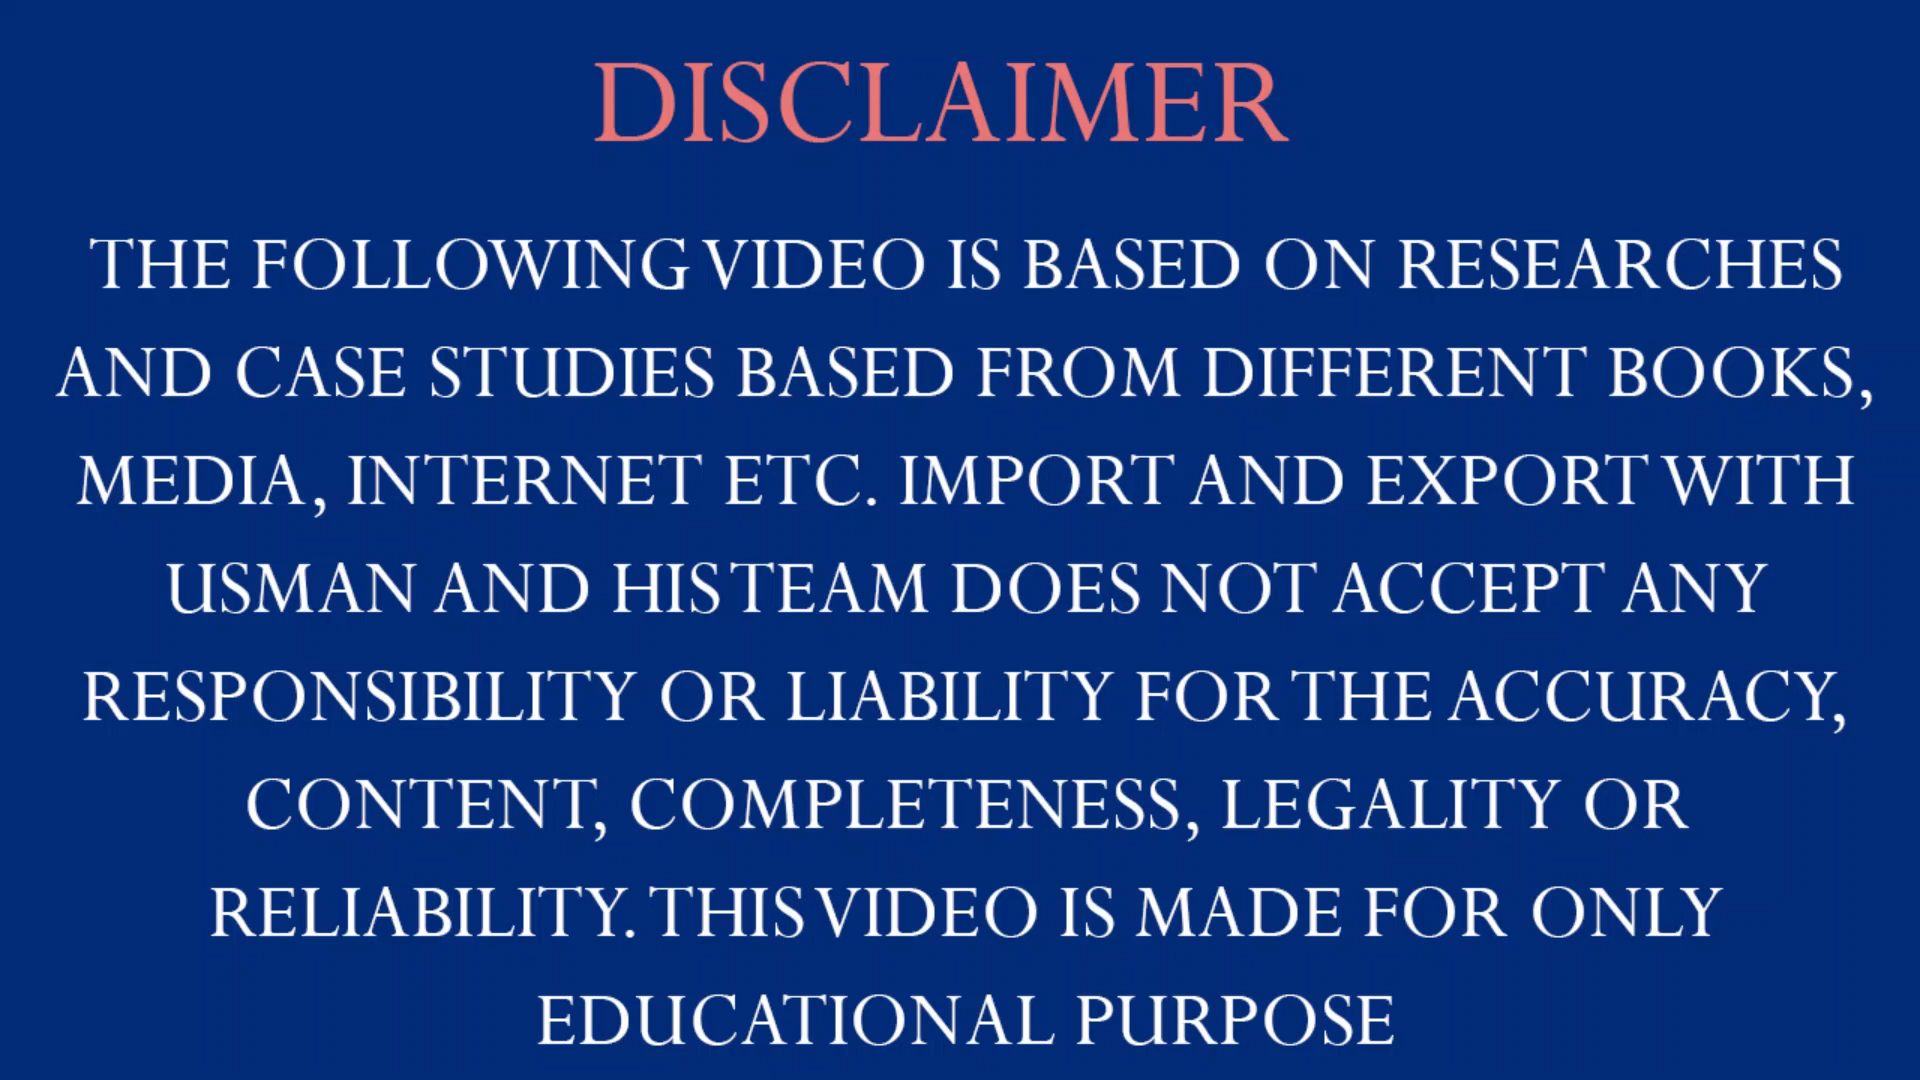 DISCLAIMER
THE FOLLOWING VIDEO IS BASED ON RESEARCHES
AND CASE STUDIES BASED FROM DIFFERENT BOOKS,
MEDIA, INTERNET ETC. IMPORT AND EXPORT WITH
USMAN AND HIS TEAM DOES NOT ACCEPT ANY
RESPONSIBILITY OR LIABILITY FOR THE ACCURACY,
CONTENT, COMPLETENESS, LEGALITY OR
RELIABILITY. THIS VIDEO IS MADE FOR ONLY
EDUCATIONAL PURPOSE